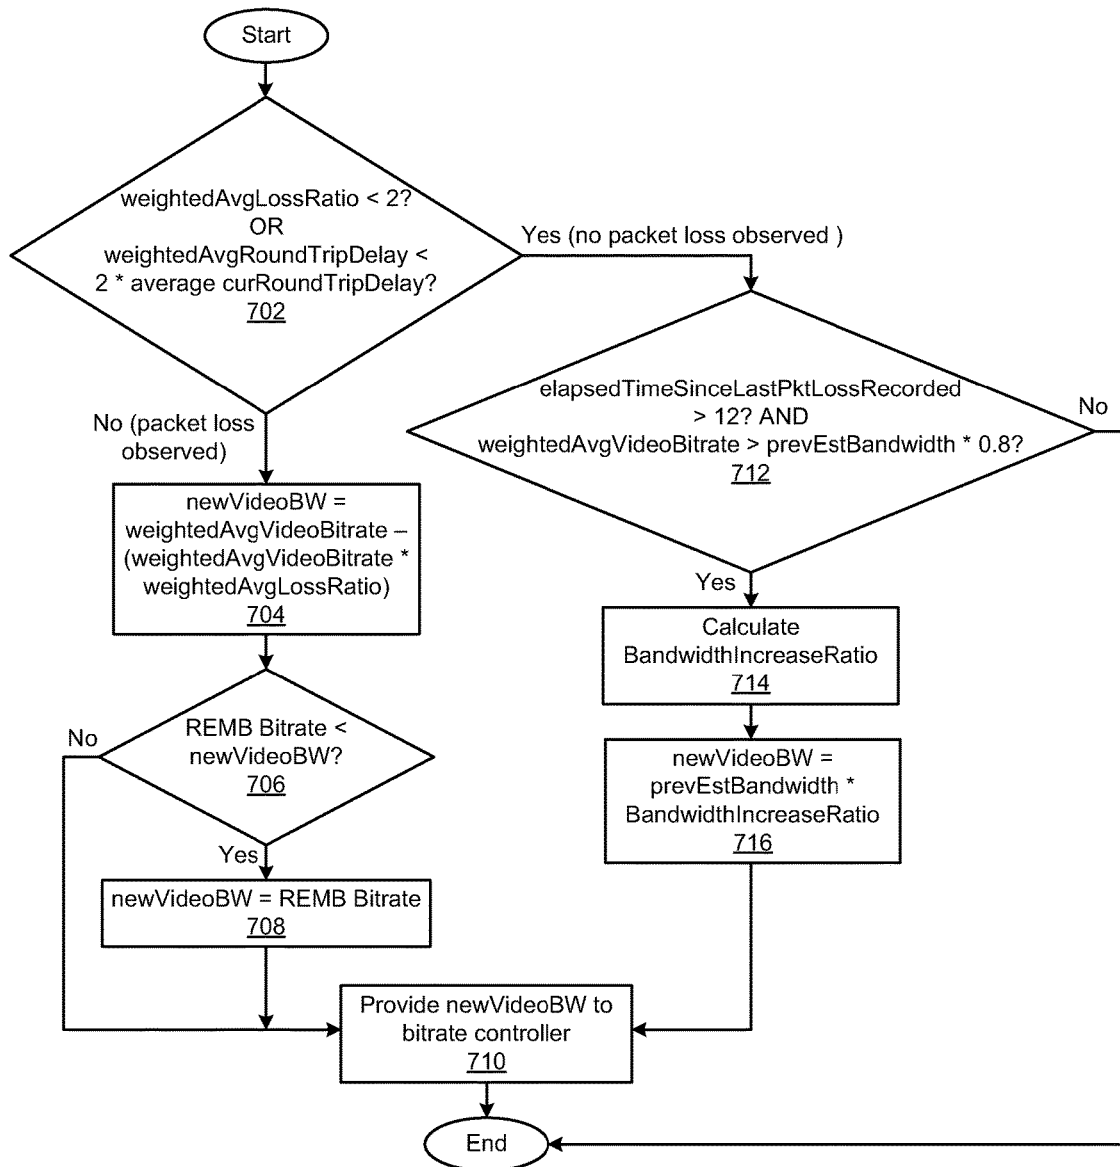 Start
weightedAvgLossRatio < 2?
OR
weightedAvgRoundTripDelay <
2 * average curRoundTripDelay?
702
Yes (no packet loss observed )
No (packet loss
observed)
elapsedTimeSinceLastPktLossRecorded
> 12? AND
weightedAvgVideoBitrate > prevEstBandwidth * 0.8?
712
No
newVideoBW =
weightedAvgVideoBitrate –
(weightedAvgVideoBitrate *
weightedAvgLossRatio)
704
Yes
Calculate
BandwidthIncreaseRatio
714
REMB Bitrate <
newVideoBW?
706
No
newVideoBW =
prevEstBandwidth *
BandwidthIncreaseRatio
716
Yes
newVideoBW = REMB Bitrate
708
Provide newVideoBW to
bitrate controller
710
End